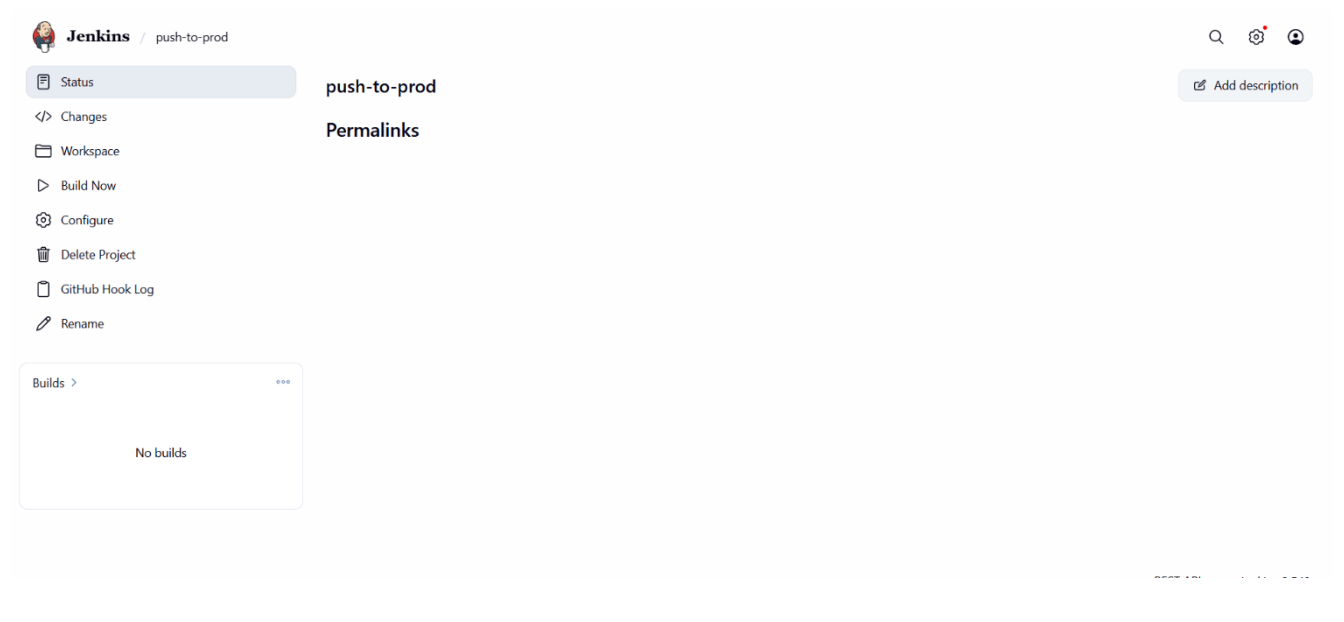 Jenkins / push-to-prod
Status
Changes
Workspace
Build Now
Configure
Delete Project
GitHub Hook Log
Rename
Builds
No builds
push-to-prod
Add description
Permalinks